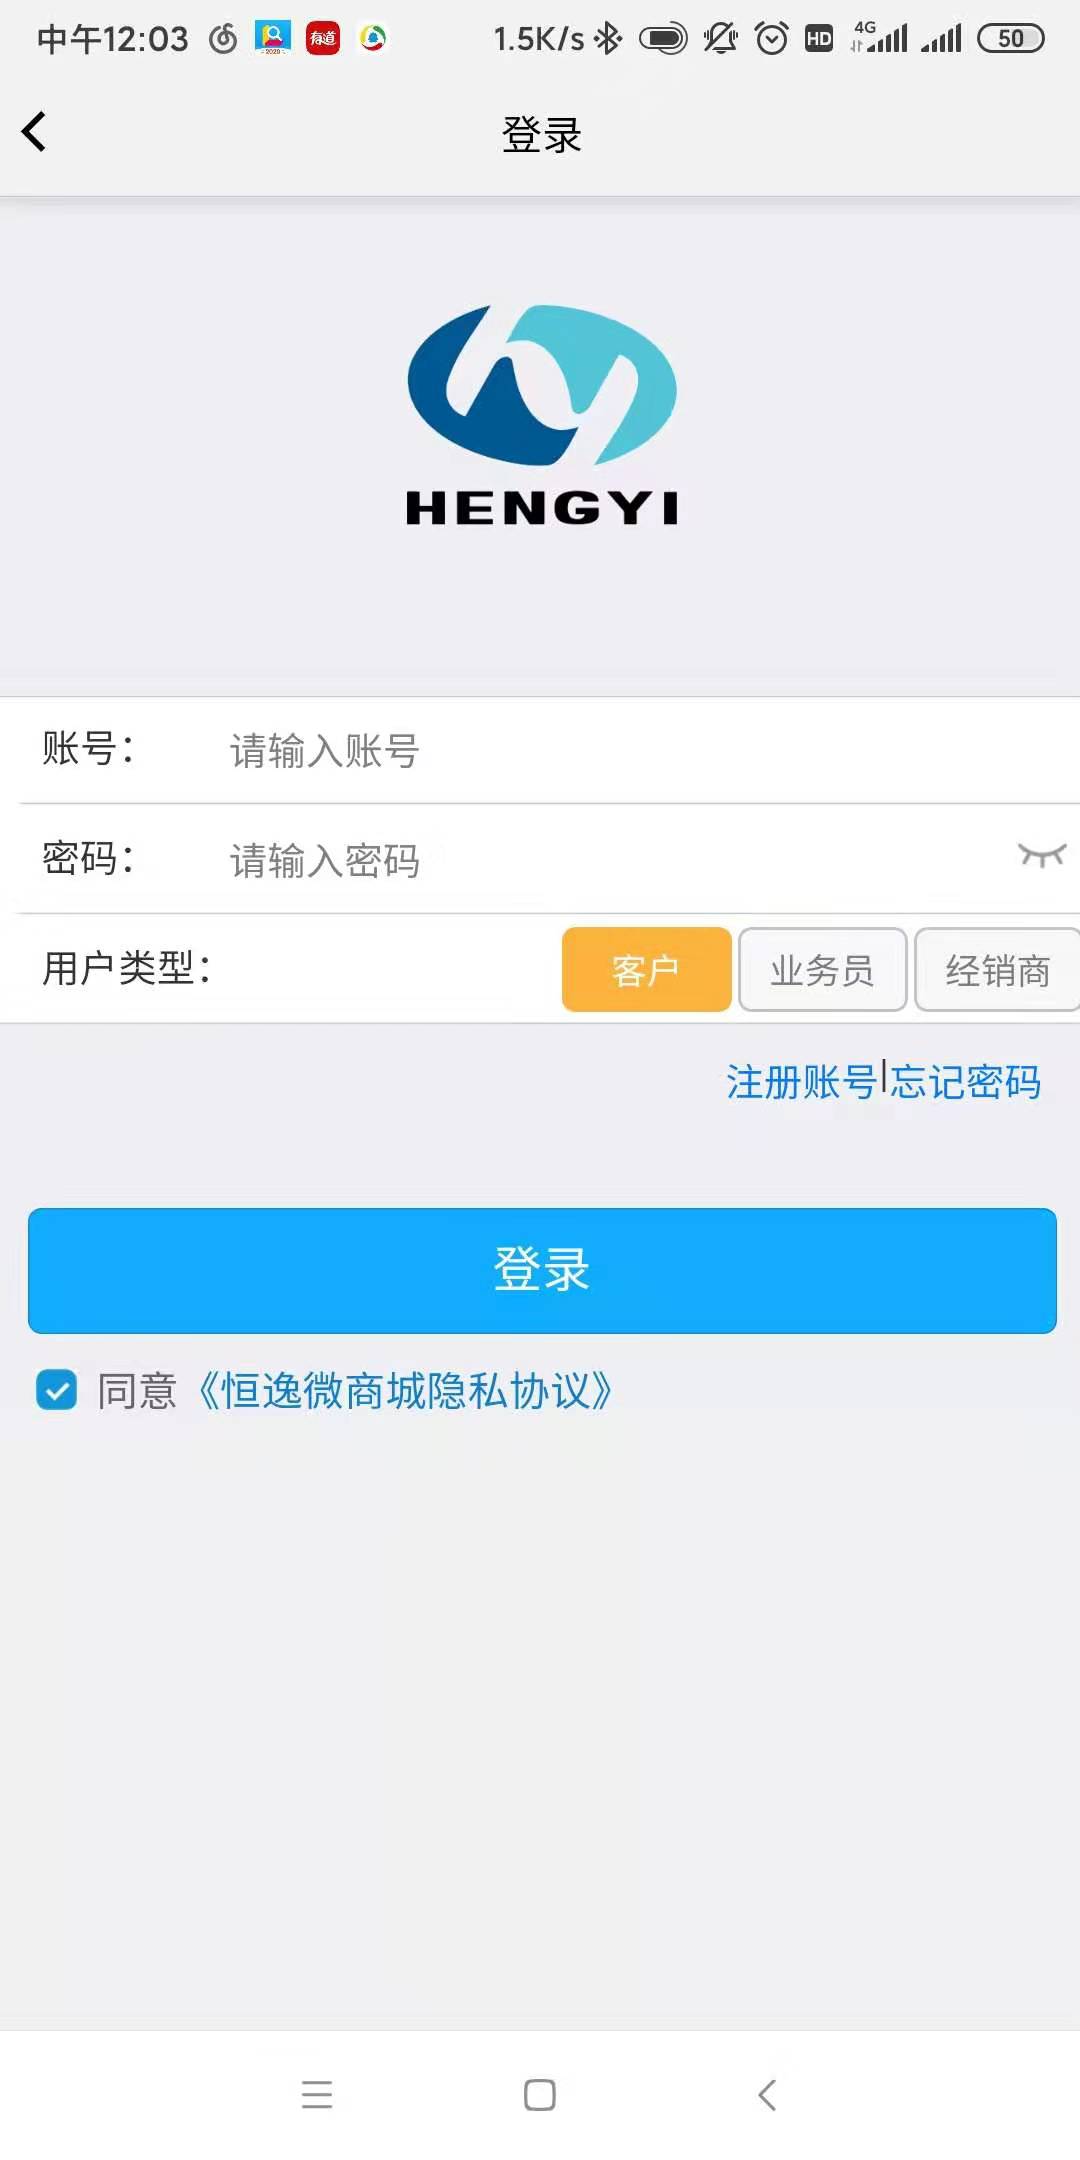 中午12:03 有道 1.5K/s HD 4G 50
登录
HENGYI
账号： 请输入账号
密码： 请输入密码
用户类型： 客户 业务员 经销商
注册账号|忘记密码
登录
同意《恒逸微商城隐私协议》